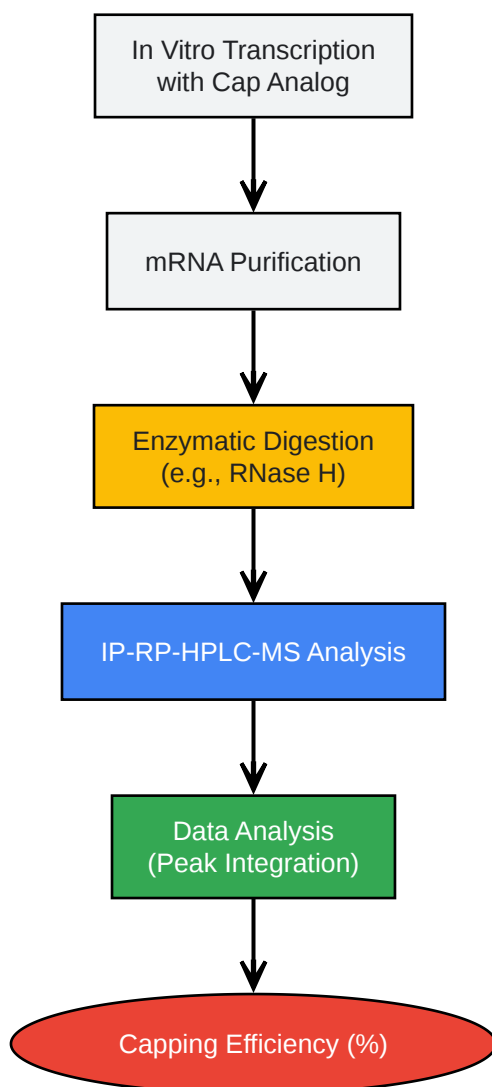 In Vitro Transcription
with Cap Analog
mRNA Purification
Enzymatic Digestion
(e.g., RNase H)
IP-RP-HPLC-MS Analysis
Data Analysis
(Peak Integration)
Capping Efficiency (%)